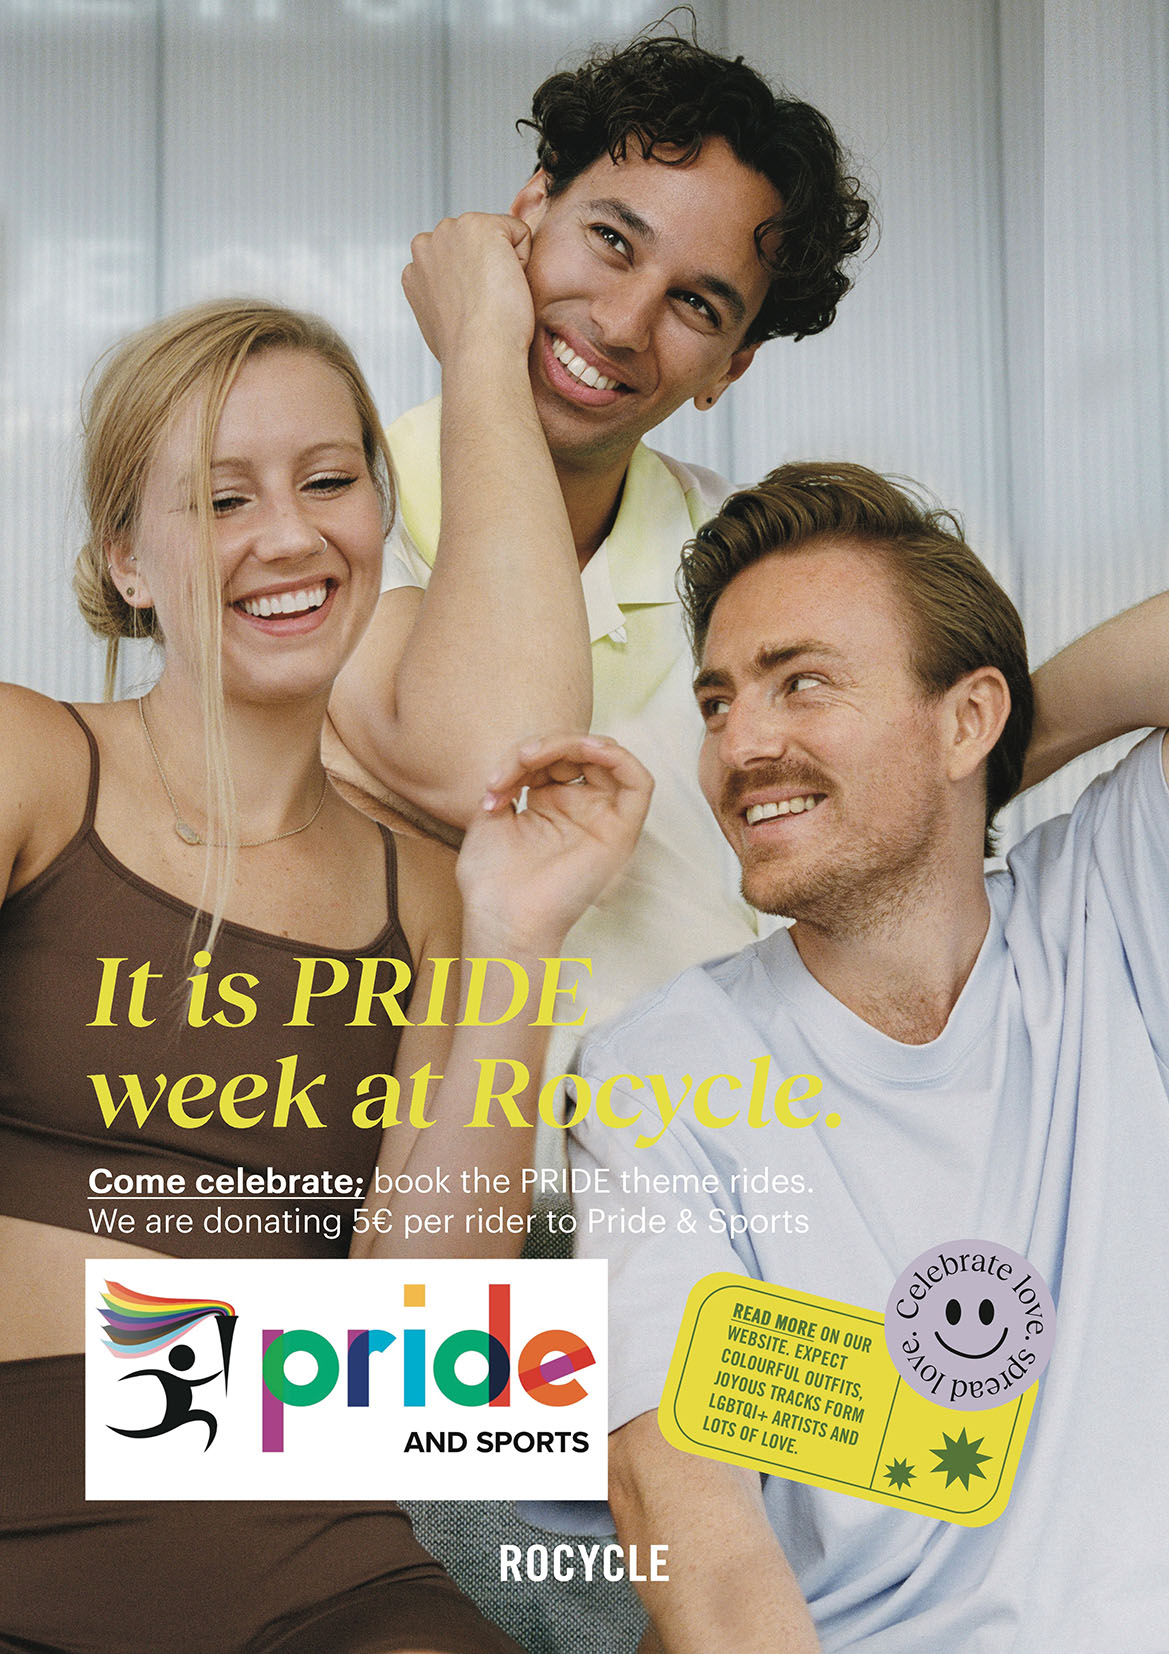 It is PRIDE
week at Rocycle.
Come celebrate; book the PRIDE theme rides.
We are donating 5€ per rider to Pride & Sports
pride
AND SPORTS
READ MORE ON OUR
WEBSITE. EXPECT
COLOURFUL OUTFITS,
JOYOUS TRACKS FORM
LGBTQI+ ARTISTS AND
LOTS OF LOVE.
Celebrate love. spread love.
ROCYCLE